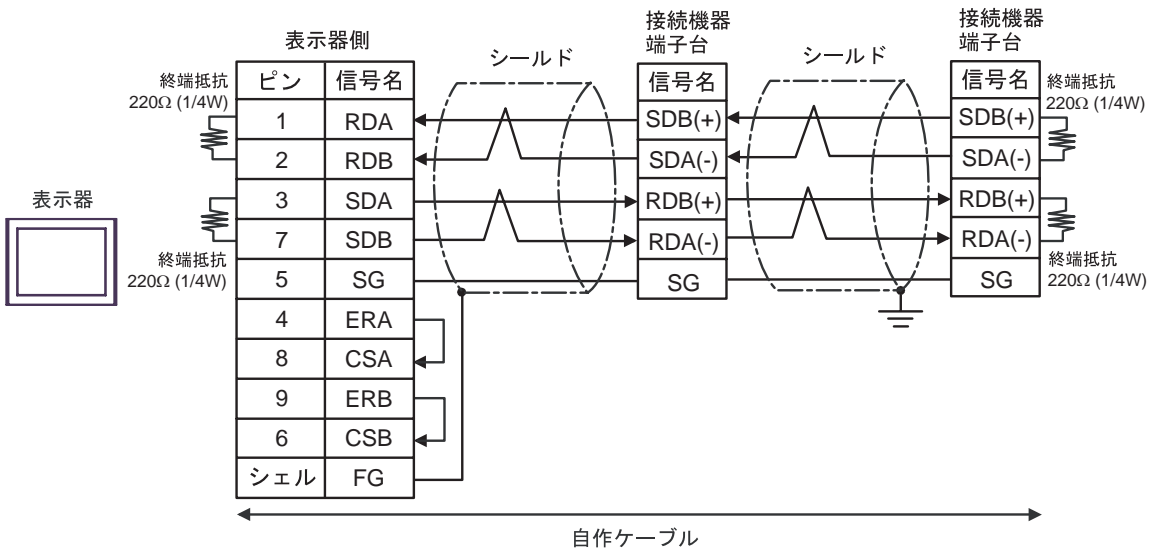 表示器
表示器側
終端抵抗
220Ω (1/4W)
終端抵抗
220Ω (1/4W)
ピン 信号名
1 RDA
2 RDB
3 SDA
7 SDB
5 SG
4 ERA
8 CSA
9 ERB
6 CSB
シェル FG
シールド
接続機器
端子台
信号名
SDB(+)
SDA(-)
RDB(+)
RDA(-)
SG
シールド
接続機器
端子台
信号名
SDB(+)
SDA(-)
RDB(+)
RDA(-)
SG
終端抵抗
220Ω (1/4W)
終端抵抗
220Ω (1/4W)
自作ケーブル